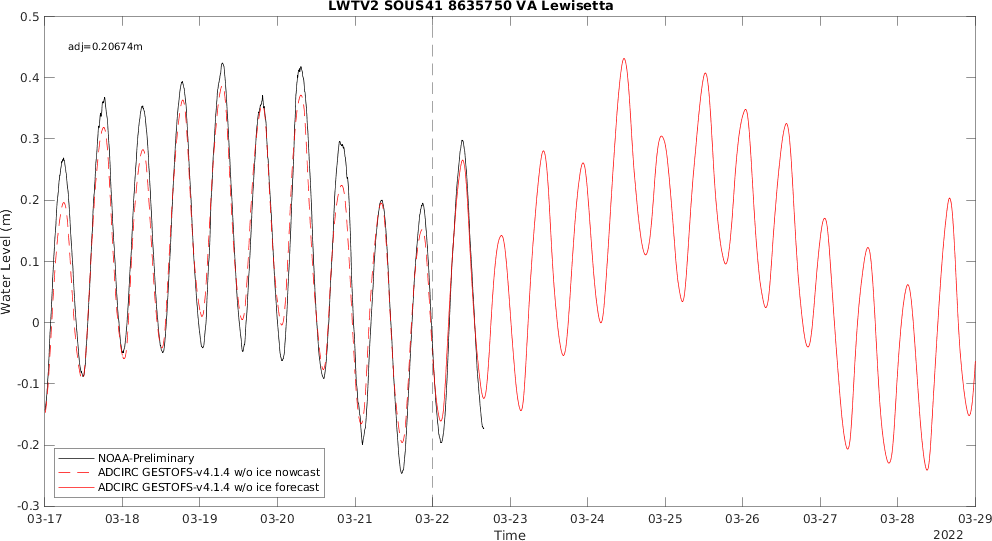 LWTV2 SOUS41 8635750 VA Lewisetta
adj=0.20674m
Water Level (m)
0.5
0.4
0.3
0.2
0.1
0
-0.1
-0.2
-0.3
NOAA-Preliminary
ADCIRC GESTOFS-v4.1.4 w/o ice nowcast
ADCIRC GESTOFS-v4.1.4 w/o ice forecast
03-17 03-18 03-19 03-20 03-21 03-22 03-23 03-24 03-25 03-26 03-27 03-28 03-29
Time
2022